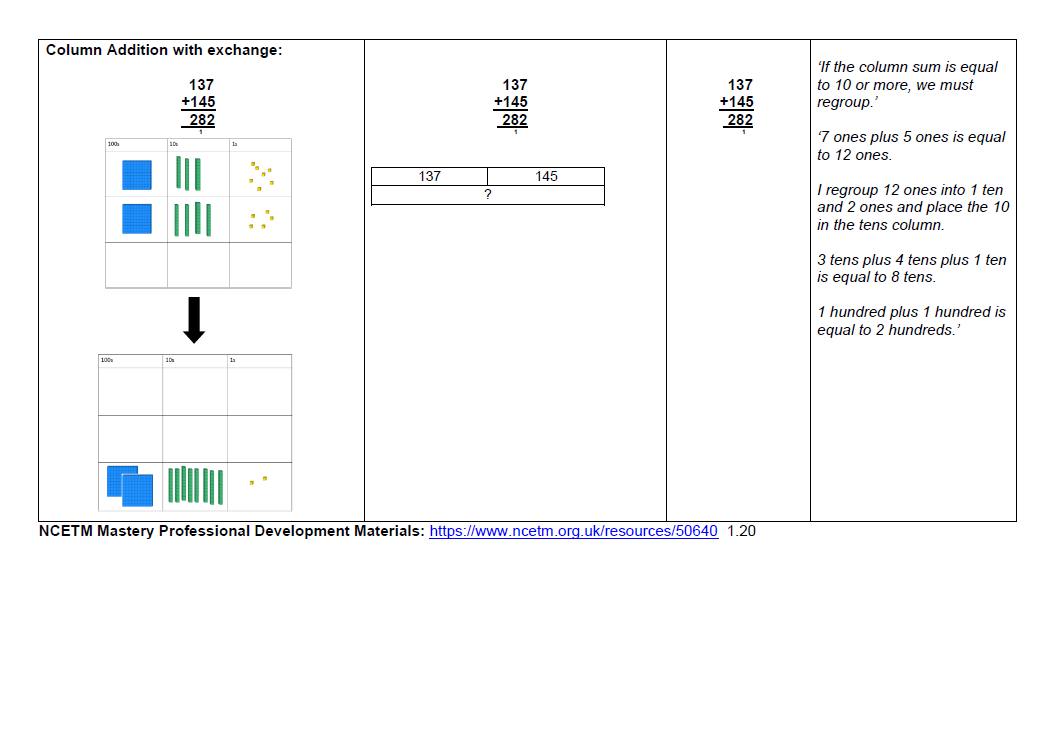 Column Addition with exchange:
137
+145
282
1
100s 10s 1s
100s 10s 1s
137
+145
282
1
137 145
?
137
+145
282
1
‘If the column sum is equal
to 10 or more, we must
regroup.’
‘7 ones plus 5 ones is equal
to 12 ones.
I regroup 12 ones into 1 ten
and 2 ones and place the 10
in the tens column.
3 tens plus 4 tens plus 1 ten
is equal to 8 tens.
1 hundred plus 1 hundred is
equal to 2 hundreds.’
NCETM Mastery Professional Development Materials: https://www.ncetm.org.uk/resources/50640 1.20